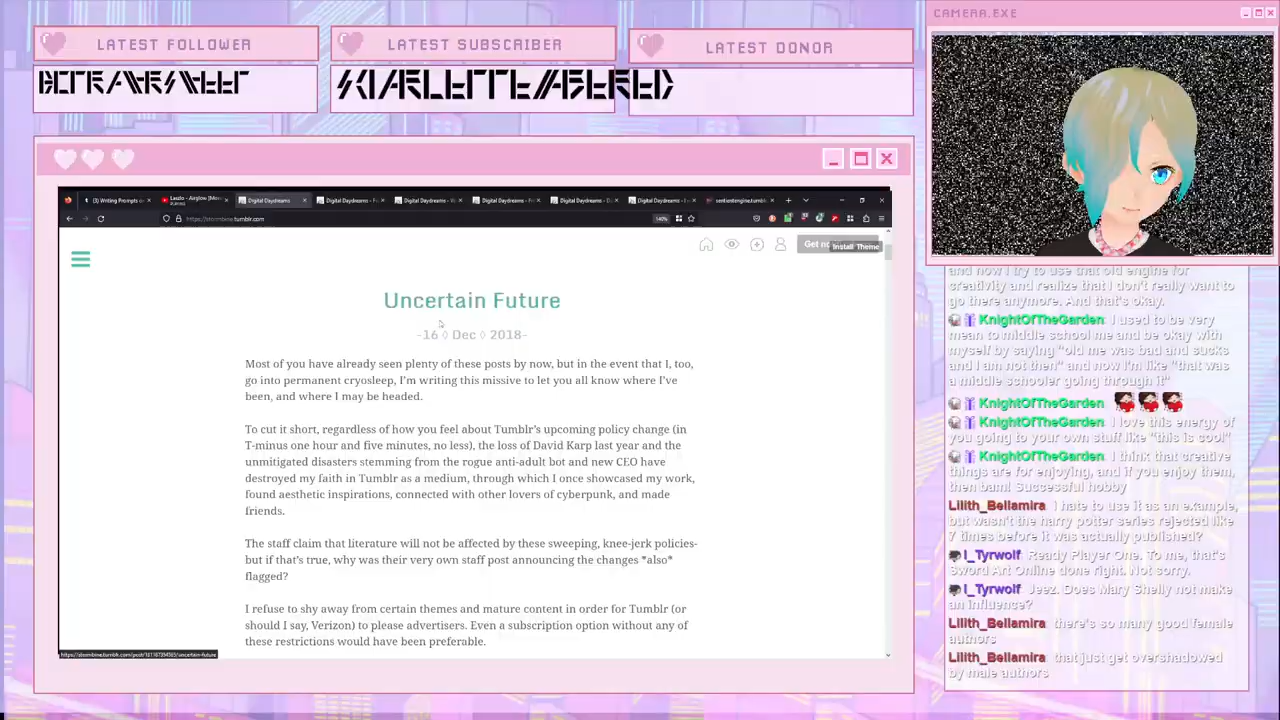 LATEST FOLLOWER
LATEST SUBSCRIBER
LATEST DONOR
CAMERA.EXE
(3) Writing Prompts
Digital Daydreams
https://stormbine.tumblr.com
140%
Install Theme
Uncertain Future
-16 ◊ Dec ◊ 2018-
Most of you have already seen plenty of these posts by now, but in the event that I, too,
go into permanent cryosleep, I'm writing this missive to let you all know where I've
been, and where I may be headed.
To cut it short, regardless of how you feel about Tumblr's upcoming policy change (in
T-minus one hour and five minutes, no less), the loss of David Karp last year and the
unmitigated disasters stemming from the rogue anti-adult bot and new CEO have
destroyed my faith in Tumblr as a medium, through which I once showcased my work,
found aesthetic inspirations, connected with other lovers of cyberpunk, and made
friends.
The staff claim that literature will not be affected by these sweeping, knee-jerk policies-
but if that's true, why was their very own staff post announcing the changes *also*
flagged?
I refuse to shy away from certain themes and mature content in order for Tumblr (or
should I say, Verizon) to please advertisers. Even a subscription option without any of
these restrictions would have been preferable.
and now I try to use that old engine for
creativity and realize that I don't really want to
go there anymore. And that's okay.
KnightOfTheGarden: I used to be very
mean to middle school me and be okay with
myself by saying "old me was bad and sucks
and I am not then" and now I'm like "that was
a middle schooler going through it"
KnightOfTheGarden:
KnightOfTheGarden: I love this energy of
you going to your own stuff like "this is cool"
KnightOfTheGarden: I think that creative
things are for enjoying, and if you enjoy them,
then bam! Successful hobby
Lilith_Bellamira I hate to use it as an example,
but wasn't the harry potter series rejected like
7 times before it was actually published?
I_Tyrwolf Ready Player One. To me, that's
Sword Art Online done right. Not sorry.
I_Tyrwolf Jeez. Does Mary Shelly not make
an influence?
Lilith_Bellamira there's so many good female
authors
Lilith_Bellamira that just get overshadowed
by male authors